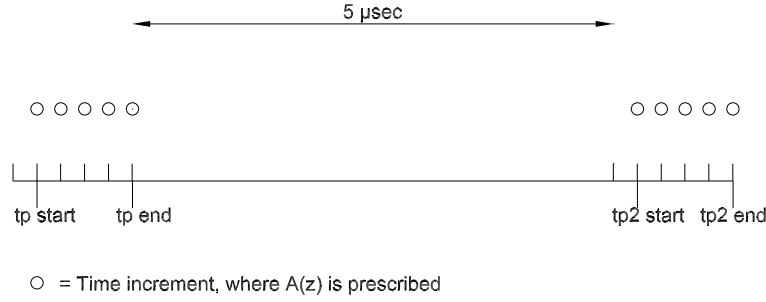 5 µsec
tp start tp end tp2 start tp2 end
= Time increment, where A(z) is prescribed